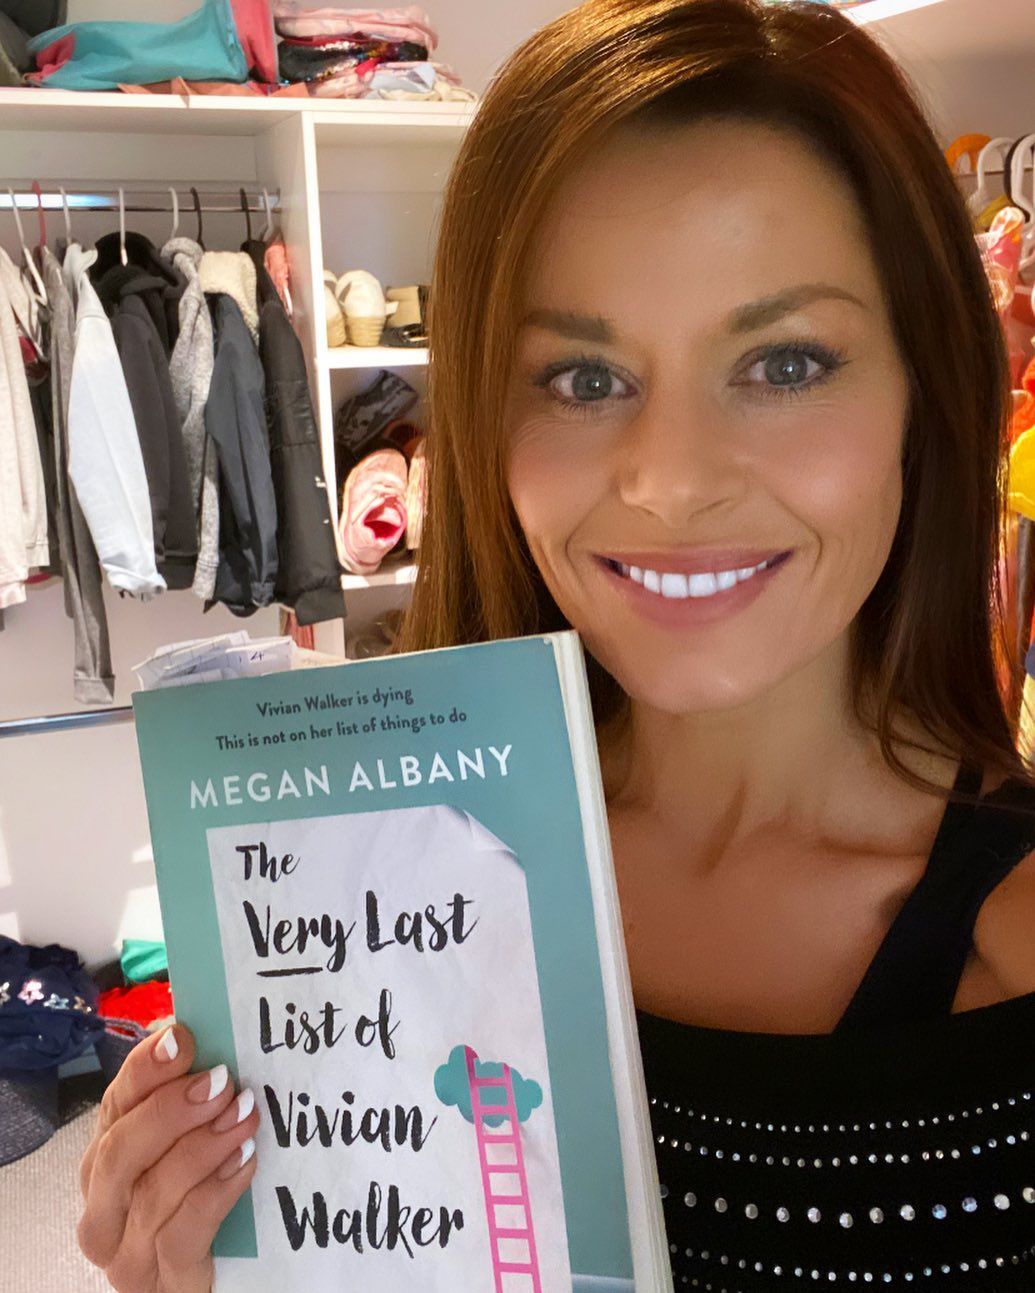 Vivian Walker is dying
This is not on her list of things to do
MEGAN ALBANY
The
Very Last
List of
Vivian
Walker